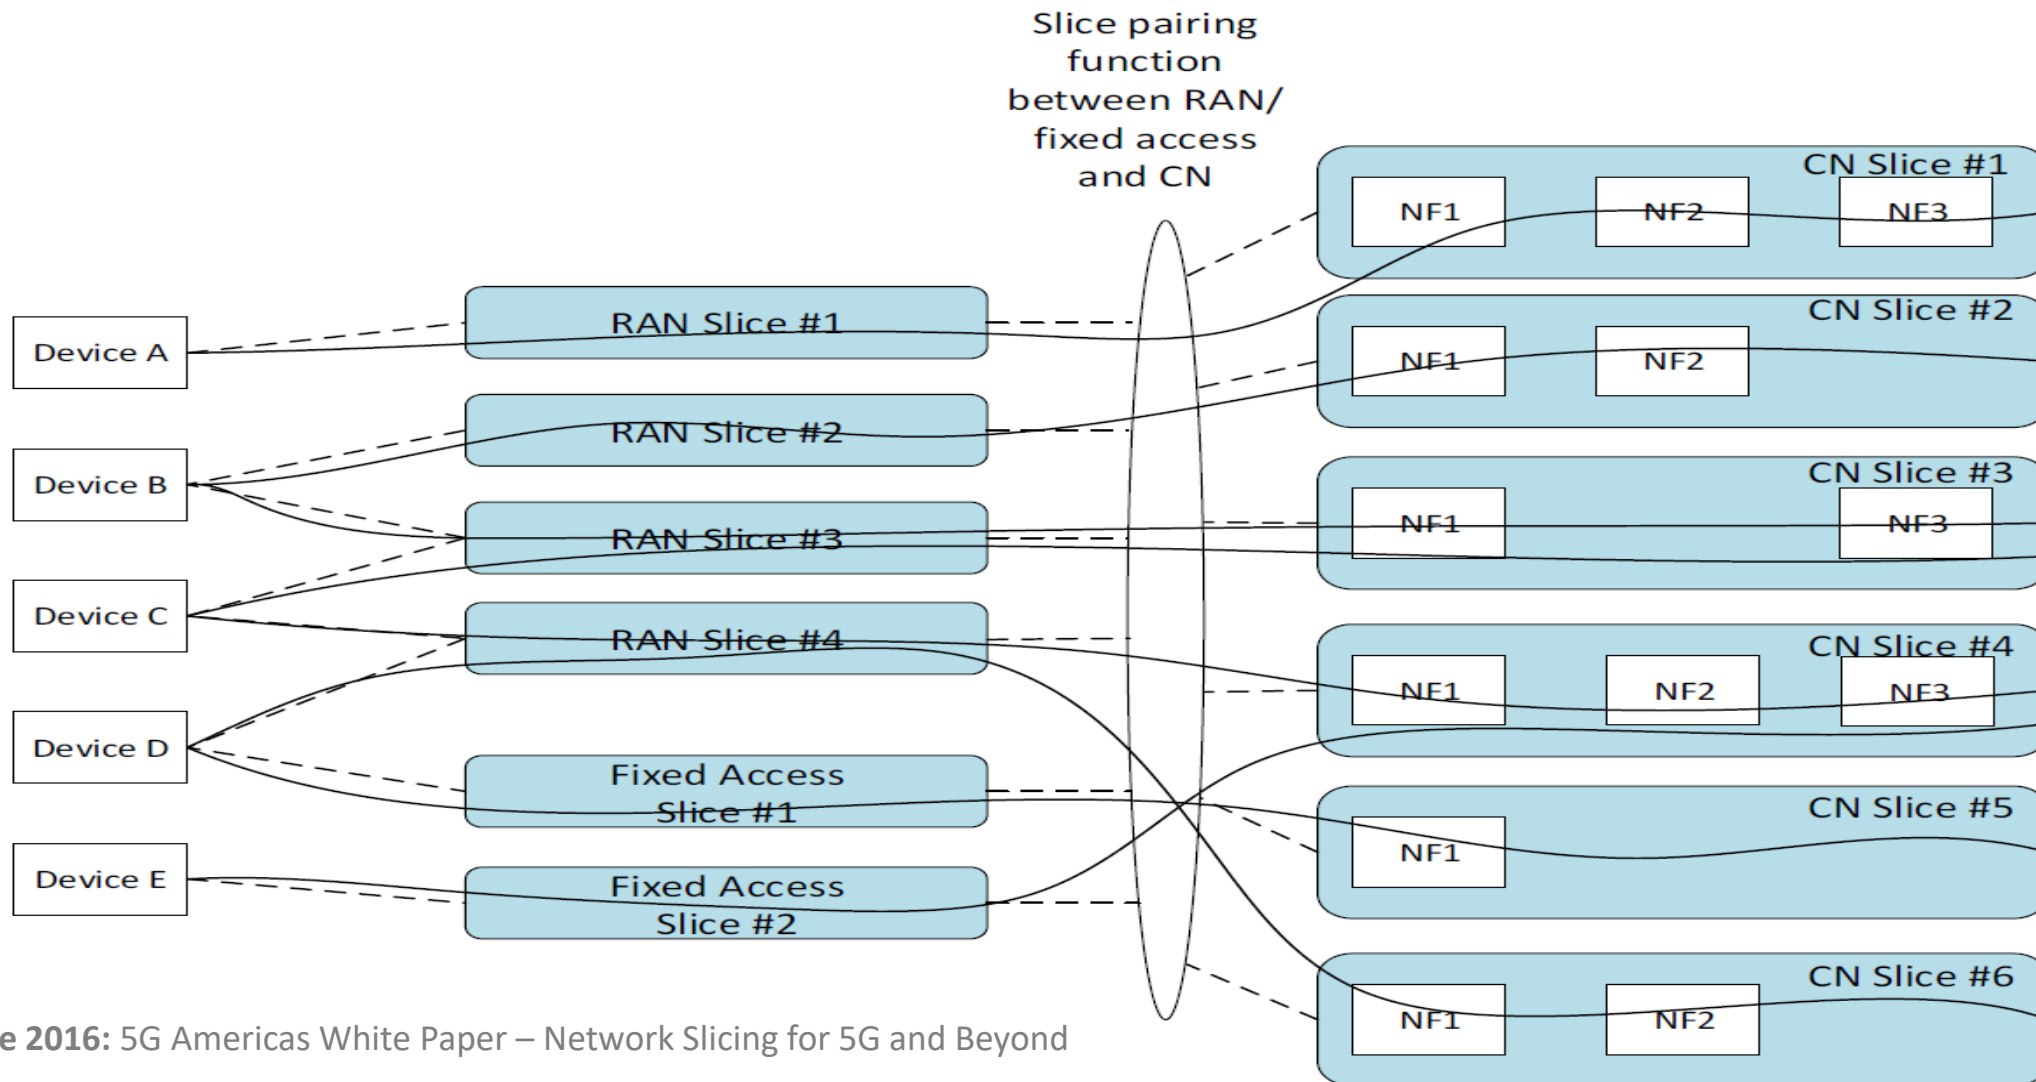 Slice pairing
function
between RAN/
fixed access
and CN
CN Slice #1
NF1
NF2
NF3
CN Slice #2
NF1
NF2
CN Slice #3
NF1
NF3
CN Slice #4
NF1
NF2
NF3
CN Slice #5
NF1
CN Slice #6
NF1
NF2
RAN Slice #1
RAN Slice #2
RAN Slice #3
RAN Slice #4
Fixed Access
Slice #1
Fixed Access
Slice #2
Device A
Device B
Device C
Device D
Device E
e 2016: 5G Americas White Paper – Network Slicing for 5G and Beyond